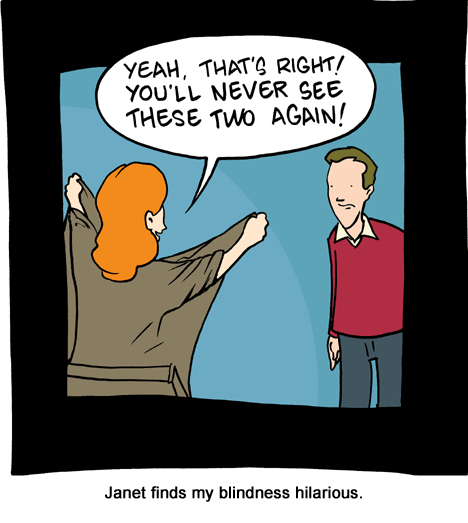 YEAH, THAT'S RIGHT!
YOU'LL NEVER SEE
THESE TWO AGAIN!
Janet finds my blindness hilarious.